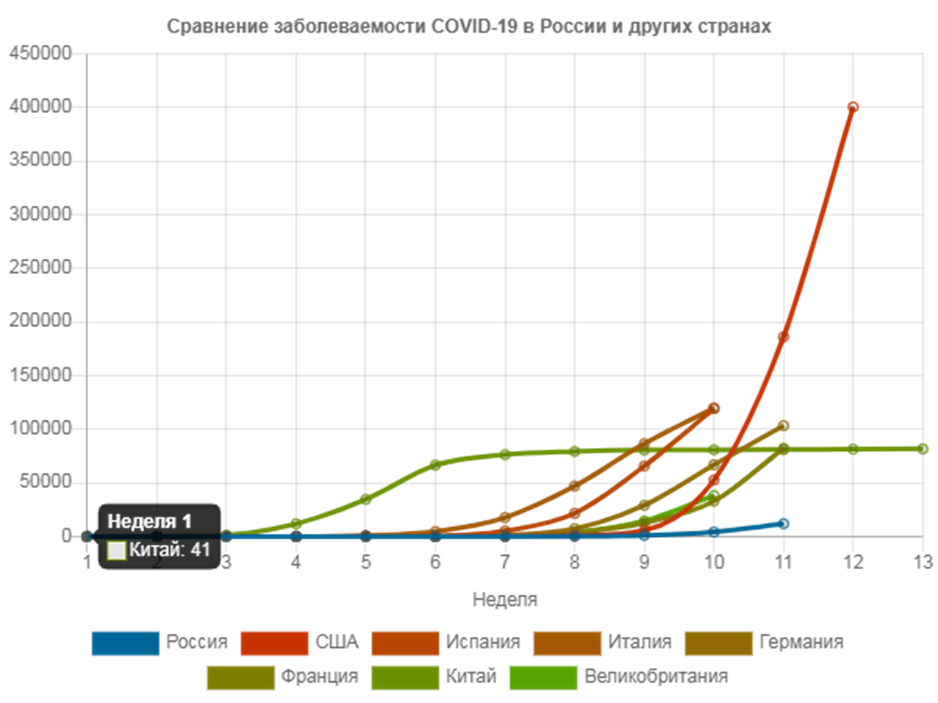 Сравнение заболеваемости COVID-19 в России и других странах
450000
400000
350000
300000
250000
200000
150000
100000
50000
0
Неделя 1
Китай: 41
1 2 3 4 5 6 7 8 9 10 11 12 13
Неделя
Россия США Испания Италия Германия
Франция Китай Великобритания